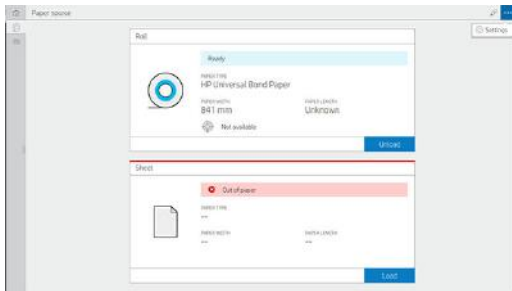 Paper source
Settings
Roll
Ready
PAPER TYPE
HP Universal Bond Paper
PAPER WIDTH
PAPER LENGTH
841 mm
Unknown
Not available
Unload
Sheet
Out of paper
PAPER TYPE
--
PAPER WIDTH
PAPER LENGTH
--
--
Load